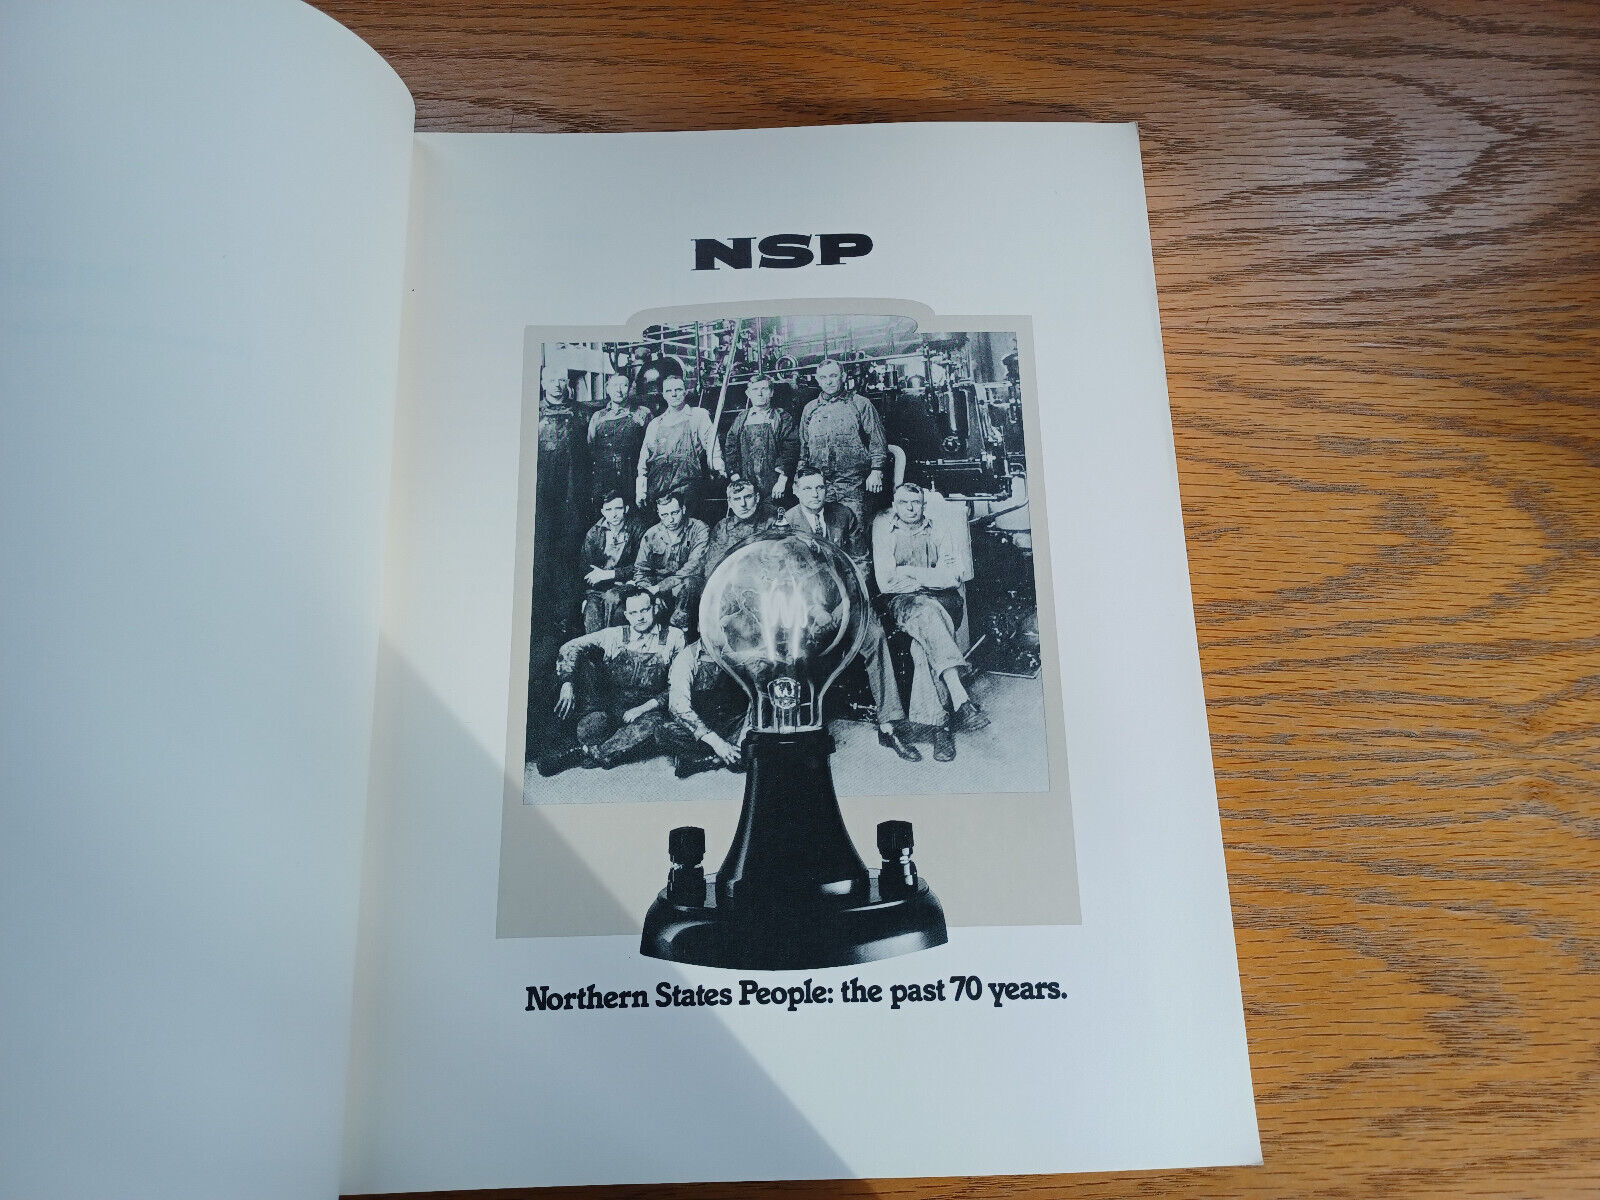 NSP
W
Northern States People: the past 70 years.